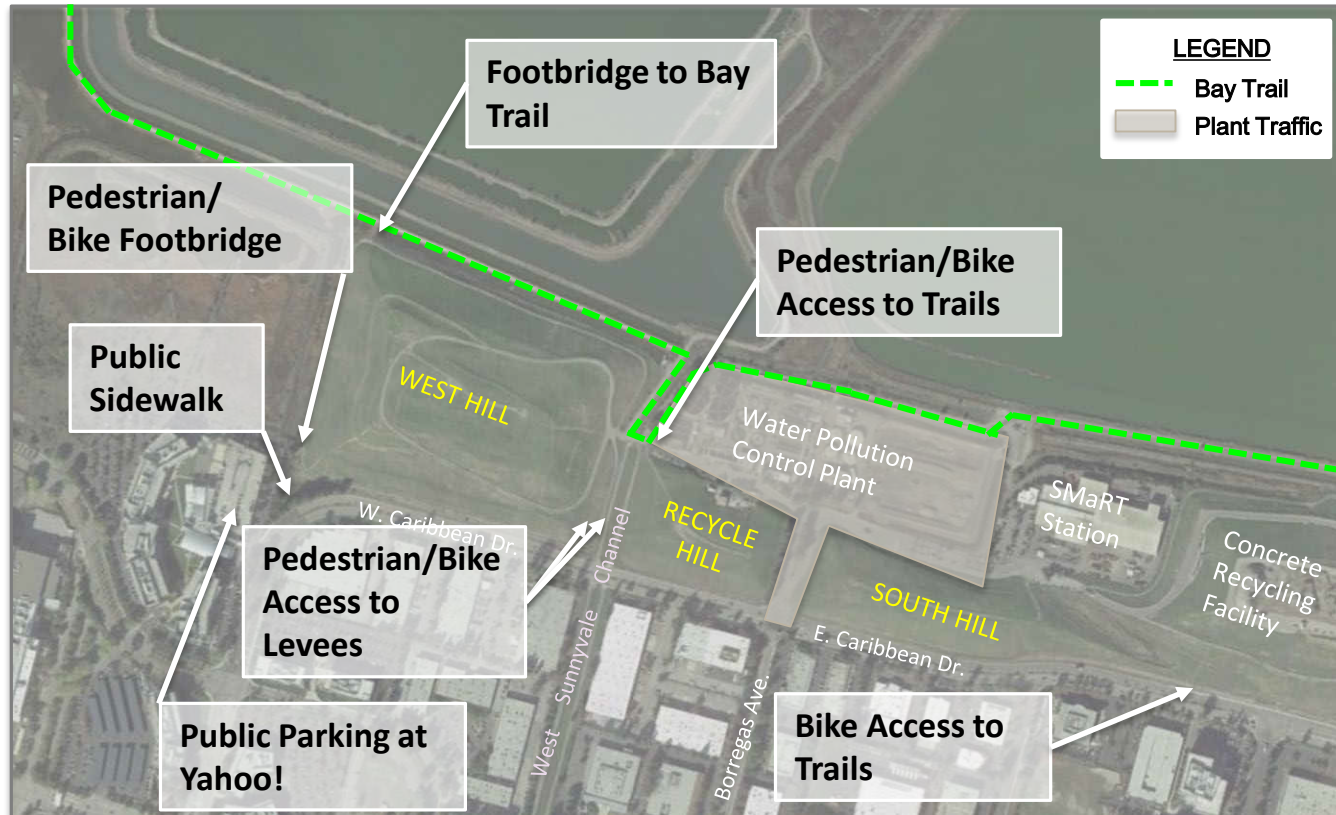 LEGEND
Bay Trail
Plant Traffic
Footbridge to Bay
Trail
Pedestrian/
Bike Footbridge
Pedestrian/Bike
Access to Trails
Public
Sidewalk
WEST HILL
Water Pollution
Control Plant
SMaRT
Station
Concrete
Recycling
Facility
RECYCLE
HILL
SOUTH HILL
W. Caribbean Dr.
E. Caribbean Dr.
West Sunnyvale Channel
Borregas Ave.
Pedestrian/Bike
Access to
Levees
Public Parking at
Yahoo!
Bike Access to
Trails